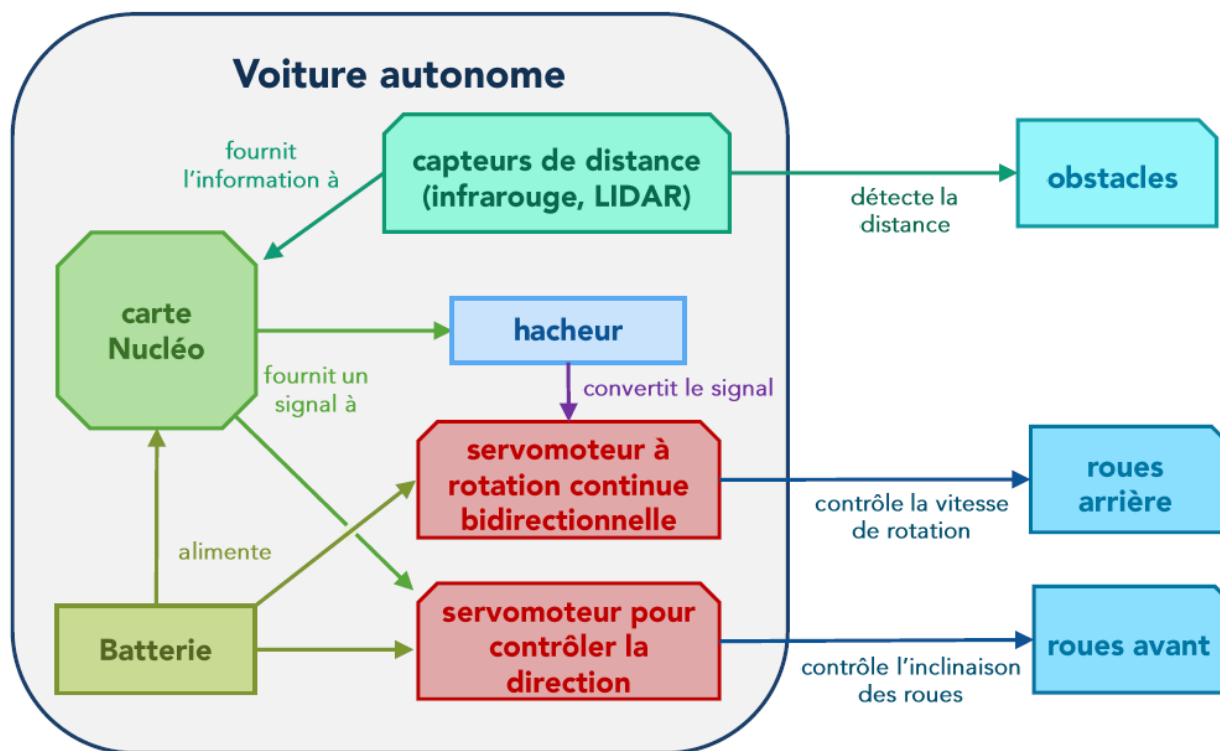 Voiture autonome
fournit
l'information à
capteurs de distance
(infrarouge, LIDAR)
détecte la
distance
obstacles
carte
Nucléo
hacheur
fournit un
signal à
convertit le signal
servomoteur à
rotation continue
bidirectionnelle
contrôle la vitesse
de rotation
roues
arrière
alimente
Batterie
servomoteur pour
contrôler la
direction
contrôle l'inclinaison
des roues
roues avant